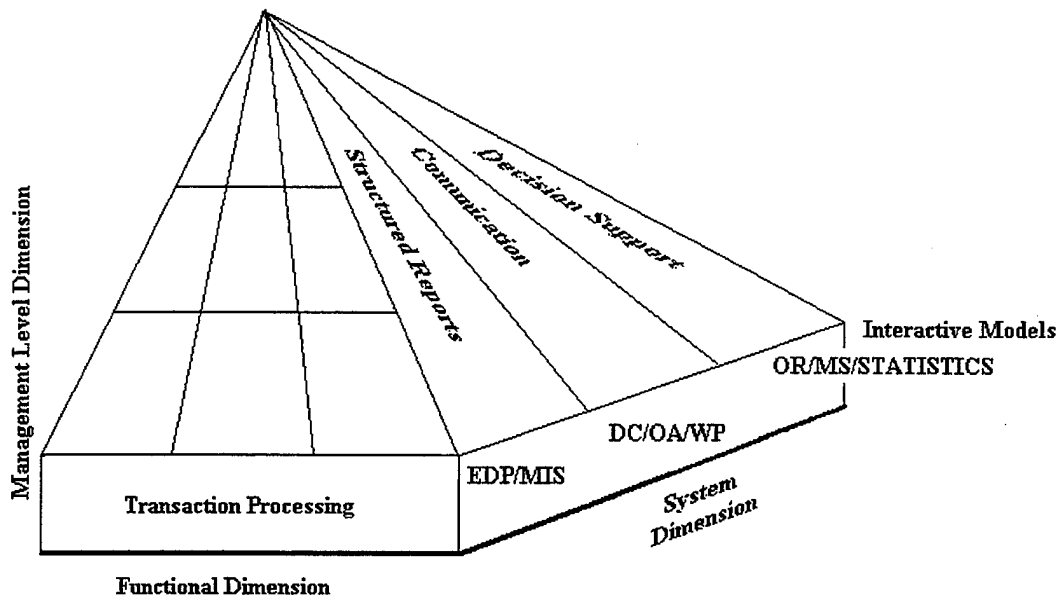 Management Level Dimension
Structured Reports
Commucation
Decision Support
Interactive Models
OR/MS/STATISTICS
DC/OA/WP
EDP/MIS
System
Dimension
Transaction Processing
Functional Dimension